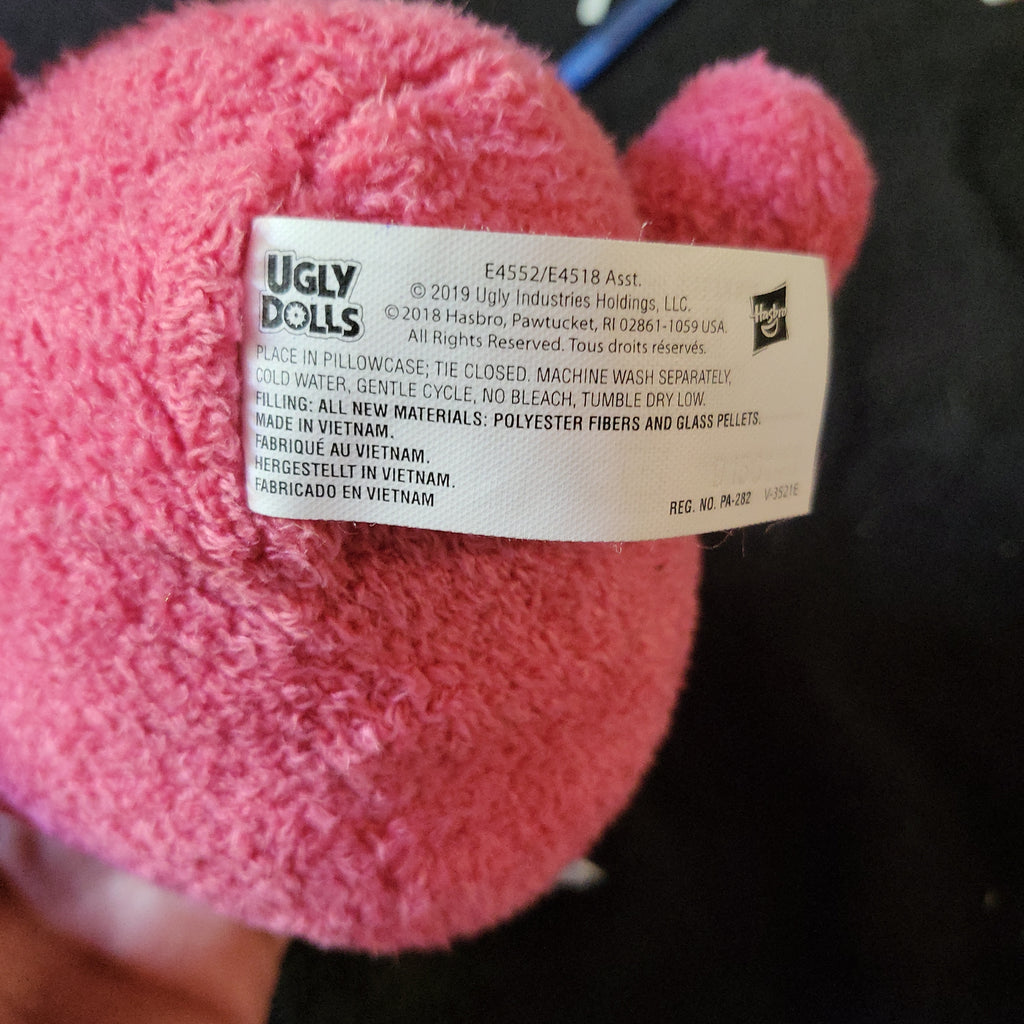 UGLY
DOLLS
E4552/E4518 Asst.
© 2019 Ugly Industries Holdings, LLC.
©2018 Hasbro, Pawtucket, RI 02861-1059 USA.
All Rights Reserved. Tous droits réservés.
Hasbro
PLACE IN PILLOWCASE; TIE CLOSED. MACHINE WASH SEPARATELY,
COLD WATER, GENTLE CYCLE, NO BLEACH, TUMBLE DRY LOW.
FILLING: ALL NEW MATERIALS: POLYESTER FIBERS AND GLASS PELLETS.
MADE IN VIETNAM.
FABRIQUÉ AU VIETNAM.
HERGESTELLT IN VIETNAM.
FABRICADO EN VIETNAM
REG. NO. PA-282 V-3521E